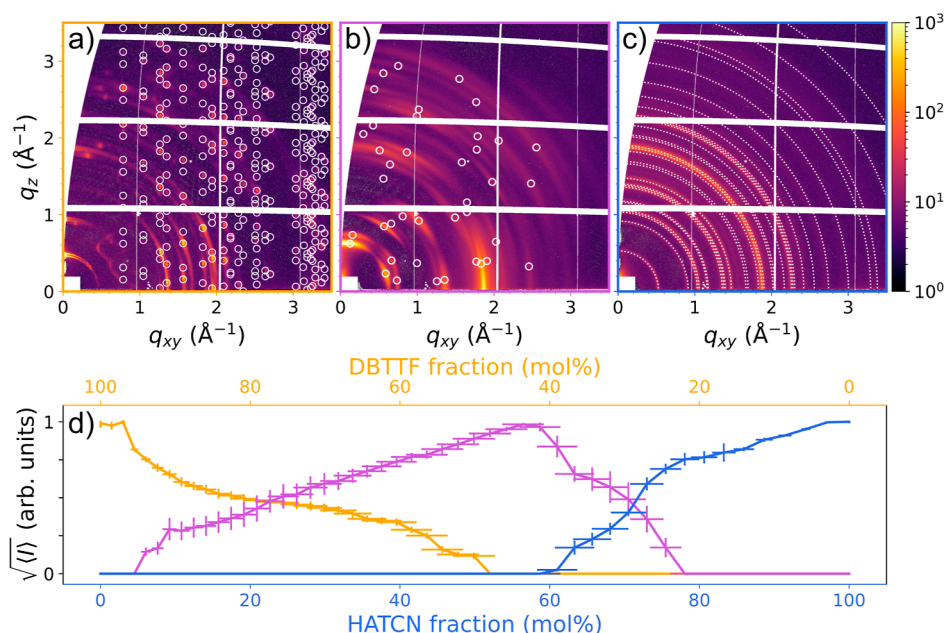 a) b) c)
10³
10²
10¹
10⁰
3
2
1
0
q_z (Å⁻¹)
0 1 2 3 0 1 2 3 0 1 2 3
q_xy (Å⁻¹) q_xy (Å⁻¹) q_xy (Å⁻¹)
DBTTF fraction (mol%)
100 80 60 40 20 0
d)
1
0
√⟨I⟩ (arb. units)
0 20 40 60 80 100
HATCN fraction (mol%)